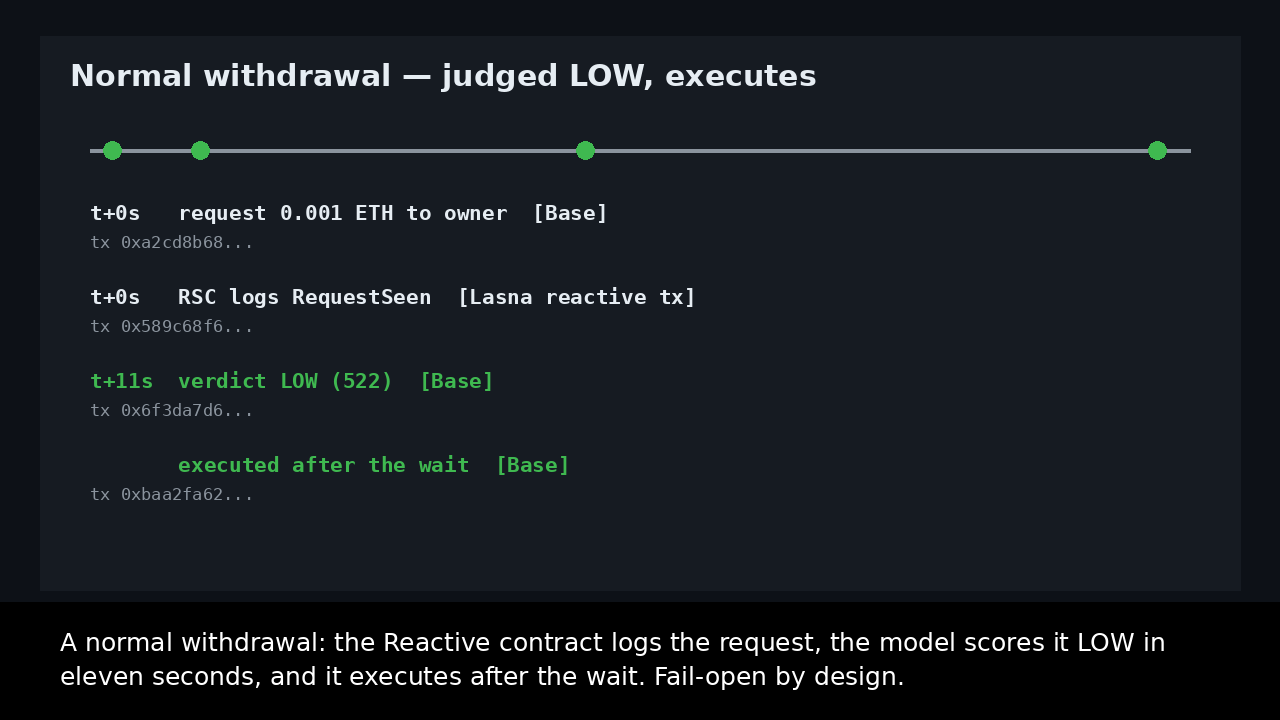 Normal withdrawal — judged LOW, executes
t+0s request 0.001 ETH to owner [Base]
tx 0xa2cd8b68...
t+0s RSC logs RequestSeen [Lasna reactive tx]
tx 0x589c68f6...
t+11s verdict LOW (522) [Base]
tx 0x6f3da7d6...
executed after the wait [Base]
tx 0xbaa2fa62...
A normal withdrawal: the Reactive contract logs the request, the model scores it LOW in
eleven seconds, and it executes after the wait. Fail-open by design.